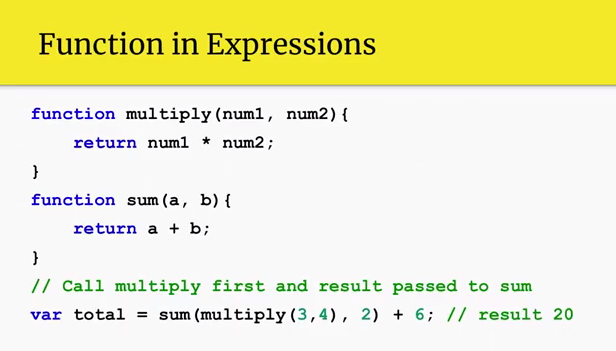 Function in Expressions
function multiply(num1, num2){
    return num1 * num2;
}
function sum(a, b){
    return a + b;
}
// Call multiply first and result passed to sum
var total = sum(multiply(3,4), 2) + 6; // result 20